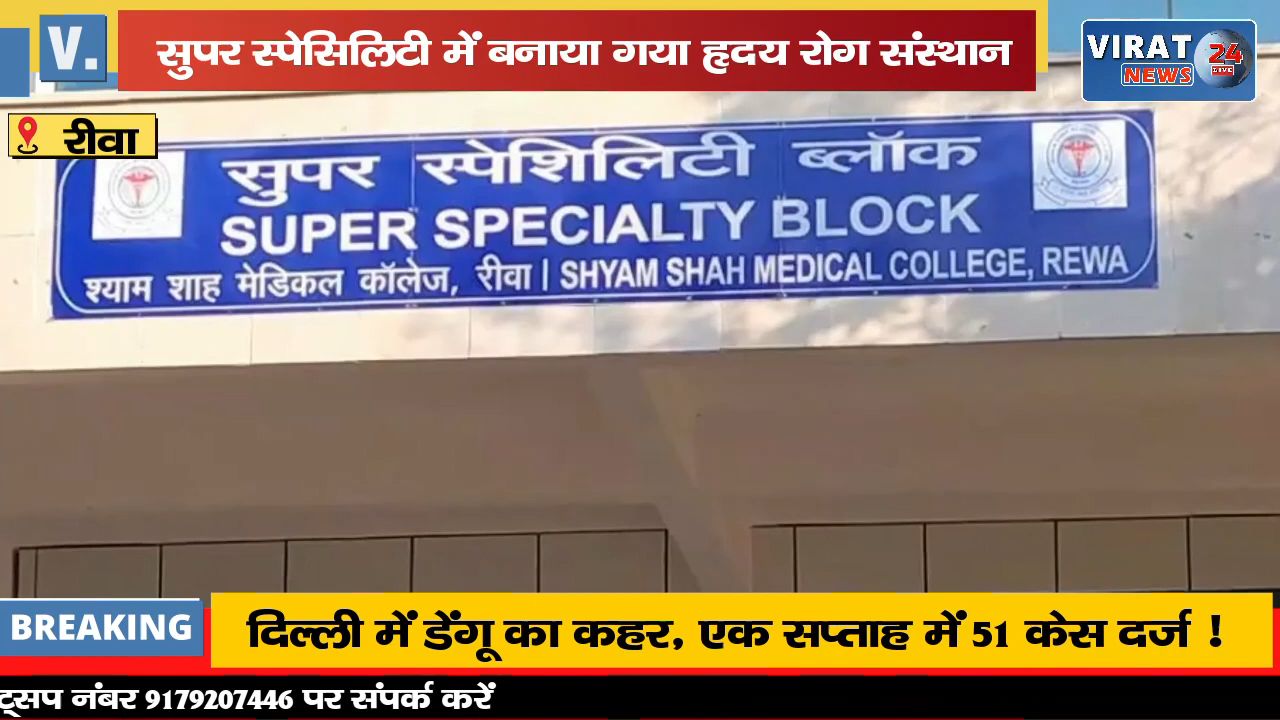 V.
सुपर स्पेसिलिटी में बनाया गया हृदय रोग संस्थान
VIRAT
NEWS
24
LIVE
रीवा
सुपर स्पेशिलिटी ब्लॉक
SUPER SPECIALTY BLOCK
श्याम शाह मेडिकल कॉलेज, रीवा | SHYAM SHAH MEDICAL COLLEGE, REWA
BREAKING
दिल्ली में डेंगू का कहर, एक सप्ताह में 51 केस दर्ज !
नंबर 9179207446 पर संपर्क करें